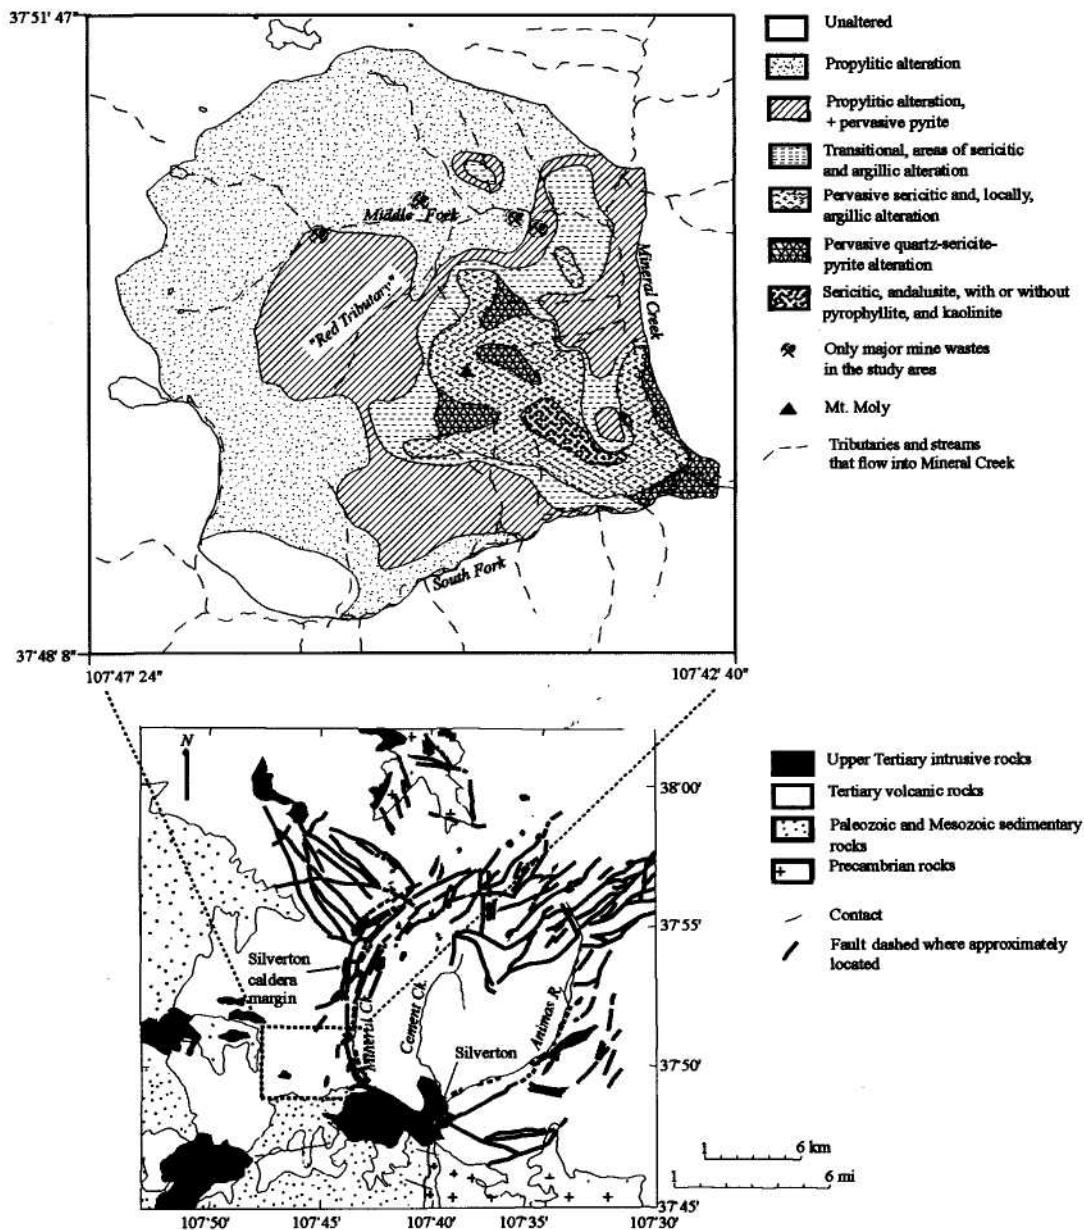 37°51' 47"
Unaltered
Propylitic alteration
Propylitic alteration,
+ pervasive pyrite
Transitional, areas of sericitic
and argillic alteration
Pervasive sericitic and, locally,
argillic alteration
Pervasive quartz-sericite-
pyrite alteration
Sericitic, andalusite, with or without
pyrophyllite, and kaolinite
Only major mine wastes
in the study area
Mt. Moly
Tributaries and streams
that flow into Mineral Creek
Middle Fork
"Red Tributary"
Mineral Creek
South Fork
37°48' 8"
107°47' 24"
107°42' 40"
N
38°00'
37°55'
37°50'
37°45'
Silverton
caldera
margin
Mineral Ck.
Cement Ck.
Animas R.
Silverton
107°50'
107°45'
107°40'
107°35'
107°30'
Upper Tertiary intrusive rocks
Tertiary volcanic rocks
Paleozoic and Mesozoic sedimentary
rocks
Precambrian rocks
Contact
Fault dashed where approximately
located
1 6 km
1 6 mi